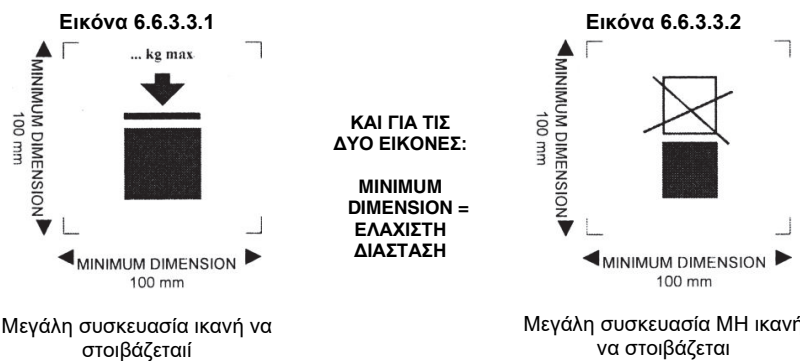 Εικόνα 6.6.3.3.1
... kg max
MINIMUM DIMENSION
100 mm
MINIMUM DIMENSION
100 mm
Μεγάλη συσκευασία ικανή να
στοιβάζεταιί
ΚΑΙ ΓΙΑ ΤΙΣ
ΔΥΟ ΕΙΚΟΝΕΣ:
MINIMUM
DIMENSION =
ΕΛΑΧΙΣΤΗ
ΔΙΑΣΤΑΣΗ
Εικόνα 6.6.3.3.2
MINIMUM DIMENSION
100 mm
MINIMUM DIMENSION
100 mm
Μεγάλη συσκευασία ΜΗ ικανή
να στοιβάζεται